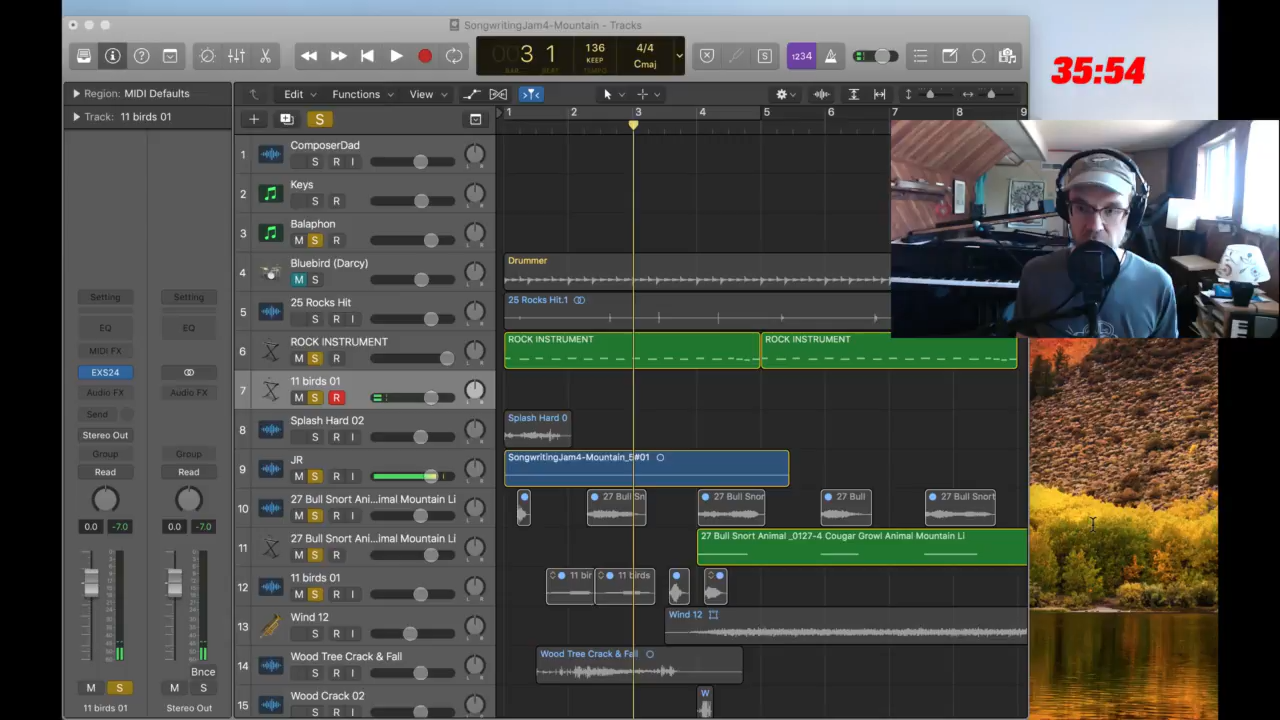 SongwritingJam4-Mountain - Tracks
3 1
BAR BEAT
136
KEEP
TEMPO
4/4
Cmaj
1234
35:54
Region: MIDI Defaults
Track: 11 birds 01
Edit
Functions
View
S
1 2 3 4 5 6 7 8 9
1 ComposerDad
S R I
2 Keys
S R
3 Balaphon
M S R
4 Bluebird (Darcy)
M S
Drummer
5 25 Rocks Hit
S R I
25 Rocks Hit.1
6 ROCK INSTRUMENT
M S R
ROCK INSTRUMENT
ROCK INSTRUMENT
7 11 birds 01
M S R
8 Splash Hard 02
S R I
Splash Hard 0
9 JR
M S R I
SongwritingJam4-Mountain_5#01
10 27 Bull Snort Ani...imal Mountain Li
M S R I
27 Bull Sn
27 Bull Snor
27 Bull
27 Bull Snort
11 27 Bull Snort Ani...imal Mountain Li
M S R
27 Bull Snort Animal _0127-4 Cougar Growl Animal Mountain Li
12 11 birds 01
M S R I
11 bir
11 birds
13 Wind 12
S R I
Wind 12
14 Wood Tree Crack & Fall
S R I
Wood Tree Crack & Fall
15 Wood Crack 02
S R I
W
Setting
Setting
EQ
EQ
MIDI FX
EXS24
Audio FX
Audio FX
Send
Stereo Out
Group
Group
Read
Read
0.0 -7.0
0.0 -7.0
Bnce
M S
M S
11 birds 01
Stereo Out